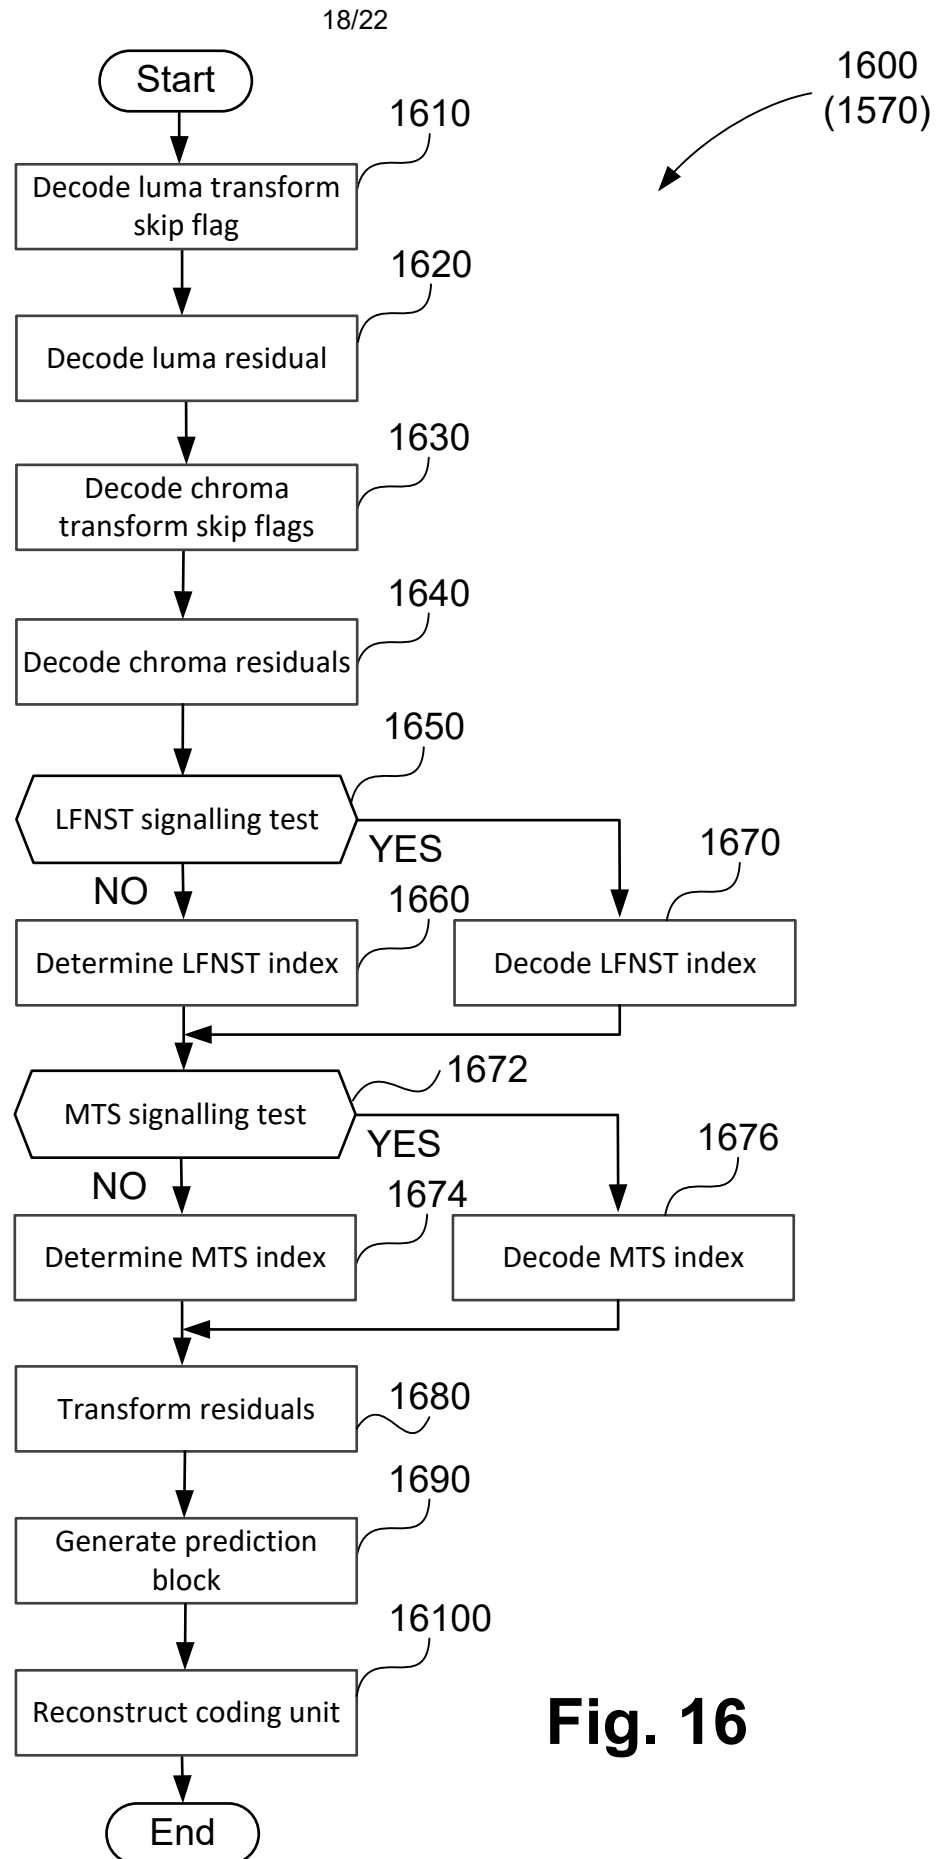 18/22
Start
1600
(1570)
1610
Decode luma transform
skip flag
1620
Decode luma residual
1630
Decode chroma
transform skip flags
1640
Decode chroma residuals
1650
LFNST signalling test
YES
NO
1660
1670
Determine LFNST index
Decode LFNST index
1672
MTS signalling test
YES
NO
1674
1676
Determine MTS index
Decode MTS index
1680
Transform residuals
1690
Generate prediction
block
16100
Reconstruct coding unit
Fig. 16
End